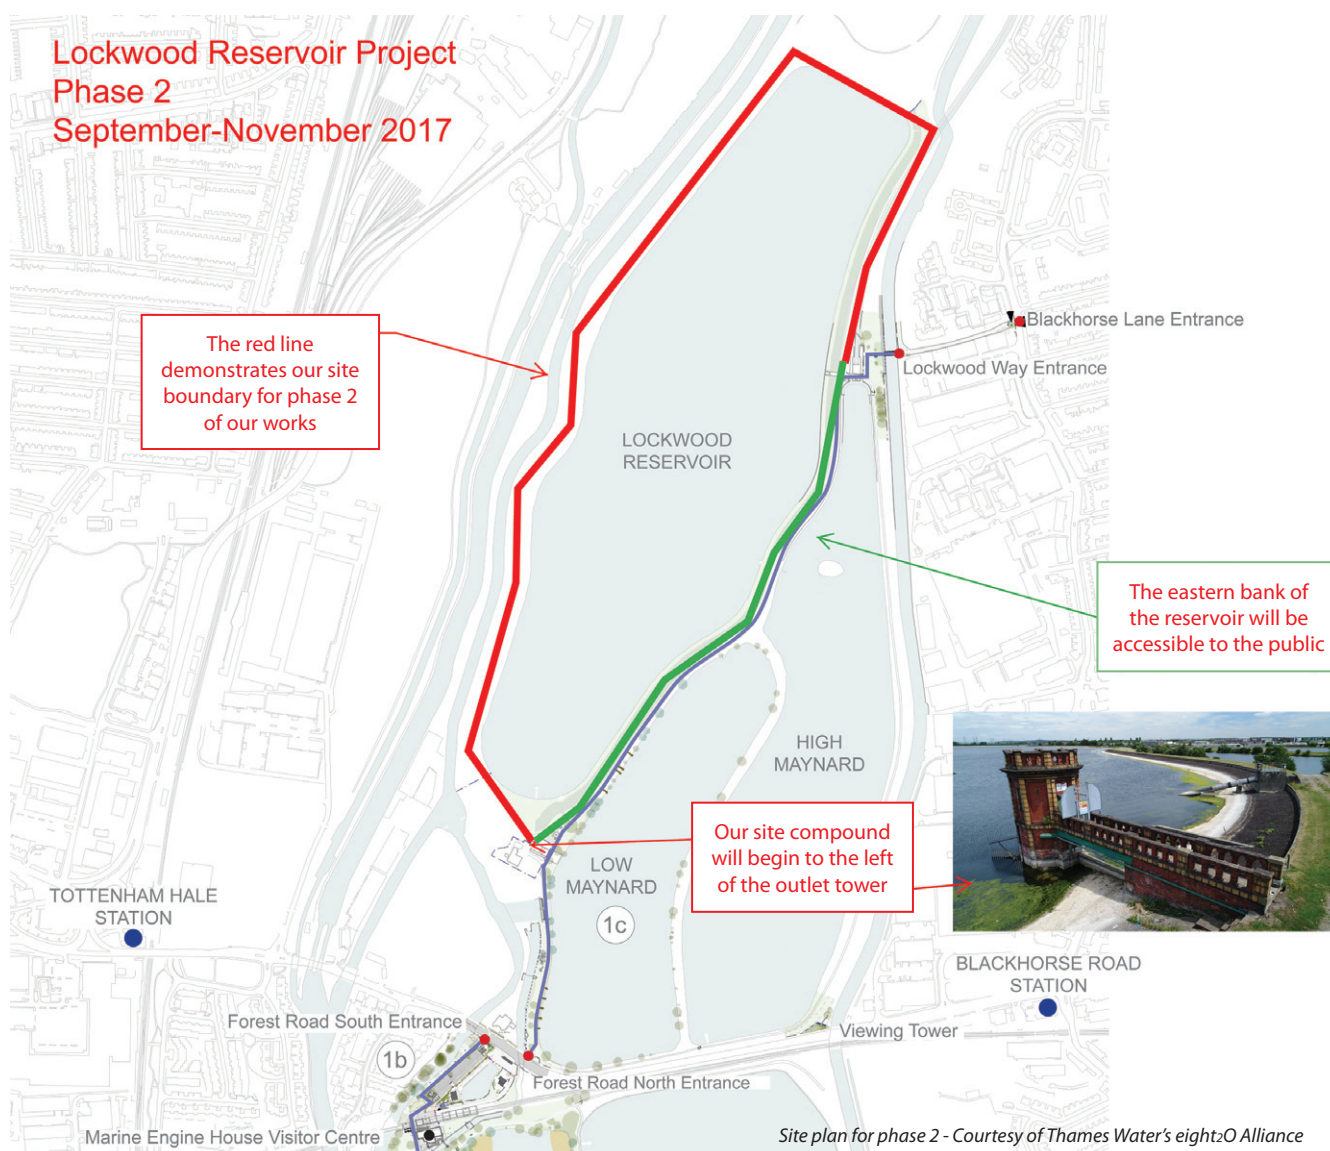 Lockwood Reservoir Project
Phase 2
September-November 2017
The red line
demonstrates our site
boundary for phase 2
of our works
Blackhorse Lane Entrance
Lockwood Way Entrance
LOCKWOOD
RESERVOIR
The eastern bank of
the reservoir will be
accessible to the public
HIGH
MAYNARD
Our site compound
will begin to the left
of the outlet tower
LOW
MAYNARD
1c
TOTTENHAM HALE
STATION
BLACKHORSE ROAD
STATION
Forest Road South Entrance
Viewing Tower
1b
Forest Road North Entrance
Marine Engine House Visitor Centre
Site plan for phase 2 - Courtesy of Thames Water's eight2O Alliance